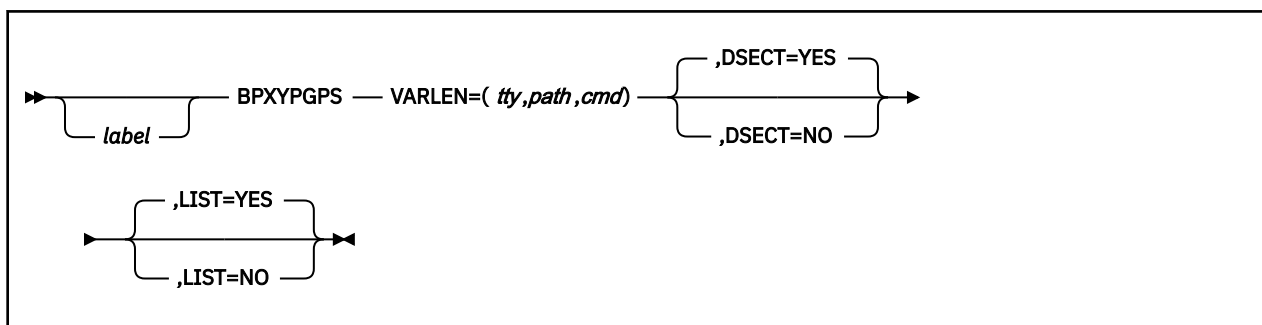 ,DSECT=YES
BPXYPGPS VARLEN=( tty,path,cmd)
label
,DSECT=NO
,LIST=YES
,LIST=NO